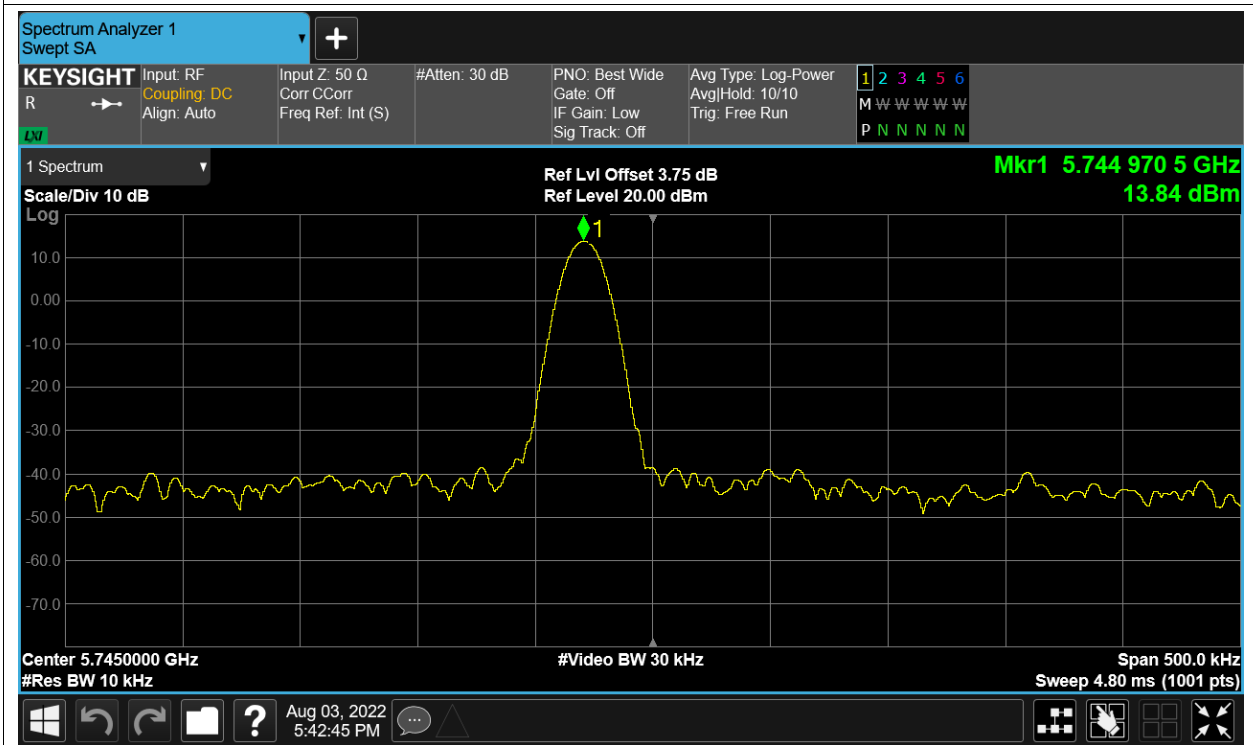 Spectrum Analyzer 1
Swept SA
KEYSIGHT
R
LXI
Input: RF
Coupling: DC
Align: Auto
Input Z: 50 Ω
Corr CCorr
Freq Ref: Int (S)
#Atten: 30 dB
PNO: Best Wide
Gate: Off
IF Gain: Low
Sig Track: Off
Avg Type: Log-Power
Avg|Hold: 10/10
Trig: Free Run
1 2 3 4 5 6
M W W W W W
P N N N N N
1 Spectrum
Scale/Div 10 dB
Log
Ref Lvl Offset 3.75 dB
Ref Level 20.00 dBm
Mkr1 5.744 970 5 GHz
13.84 dBm
1
10.0
0.00
-10.0
-20.0
-30.0
-40.0
-50.0
-60.0
-70.0
Center 5.7450000 GHz
#Res BW 10 kHz
#Video BW 30 kHz
Span 500.0 kHz
Sweep 4.80 ms (1001 pts)
?
Aug 03, 2022
5:42:45 PM